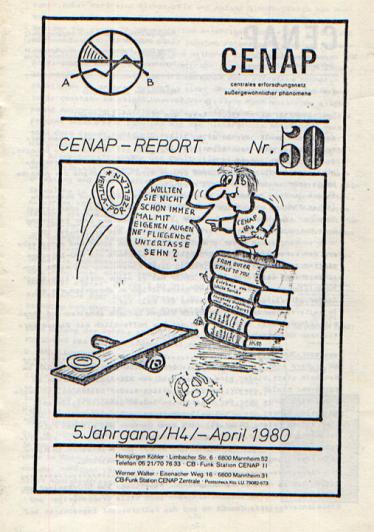 A B
CENAP
centrales erforschungsnetz
außergewöhnlicher phänomene
CENAP-REPORT Nr. 50
WOLLTEN
SIE NICHT
SCHON IMMER
MAL MIT
EIGENEN AUGEN
NE' FLIEGENDE
UNTERTASSE
SEHN?
CENAP
FROM OUTER
SPACE TO YOU
5.Jahrgang/H4/-April 1980
Hansjürgen Köhler · Limbacher Str. 6 · 6800 Mannheim 52
Telefon 06 21/70 76 33 · CB-Funk Station CENAP II
Werner Walter · Eisenacher Weg 16 · 6800 Mannheim 31
CB-Funk Station CENAP Zentrale · Postscheck Kto. LU. 79082-673